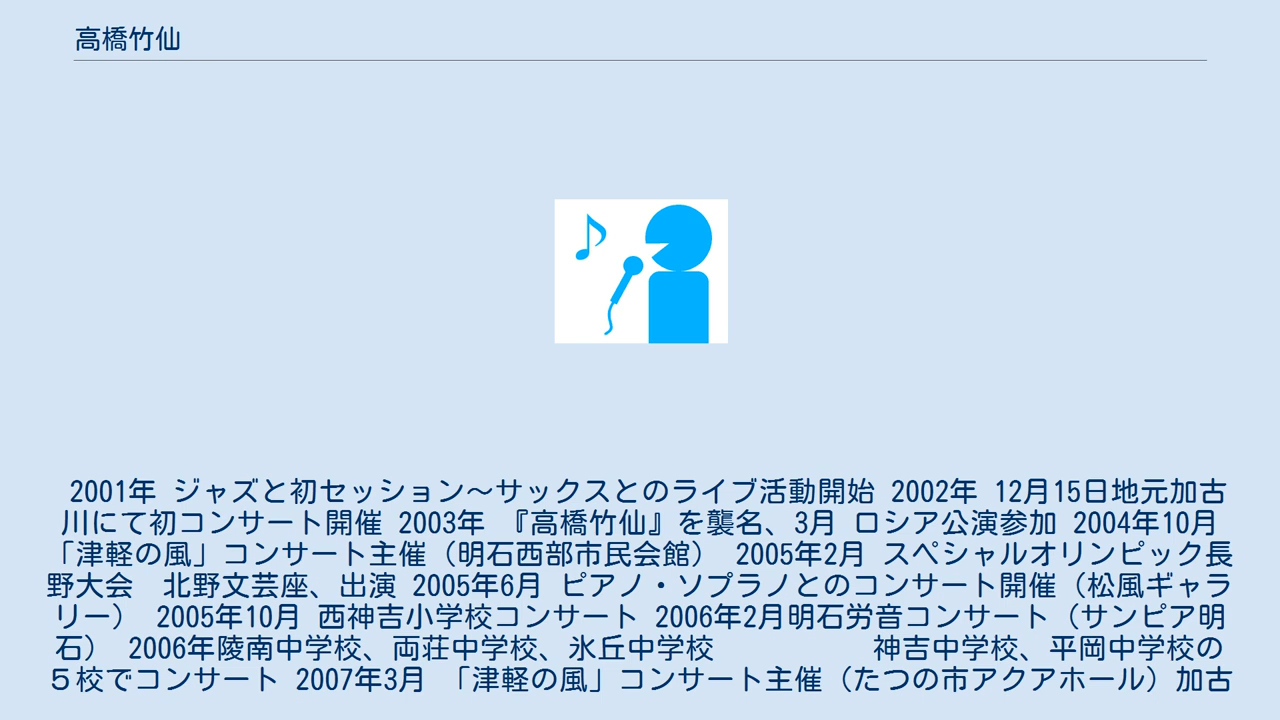 高橋竹仙
2001年 ジャズと初セッション～サックスとのライブ活動開始 2002年 12月15日地元加古
川にて初コンサート開催 2003年 『高橋竹仙』を襲名、3月 ロシア公演参加 2004年10月
「津軽の風」コンサート主催（明石西部市民会館） 2005年2月 スペシャルオリンピック長
野大会　北野文芸座、出演 2005年6月 ピアノ・ソプラノとのコンサート開催（松風ギャラ
リー） 2005年10月 西神吉小学校コンサート 2006年2月明石労音コンサート（サンピア明
石） 2006年陵南中学校、両荘中学校、氷丘中学校　　　　　神吉中学校、平岡中学校の
５校でコンサート 2007年3月 「津軽の風」コンサート主催（たつの市アクアホール）加古